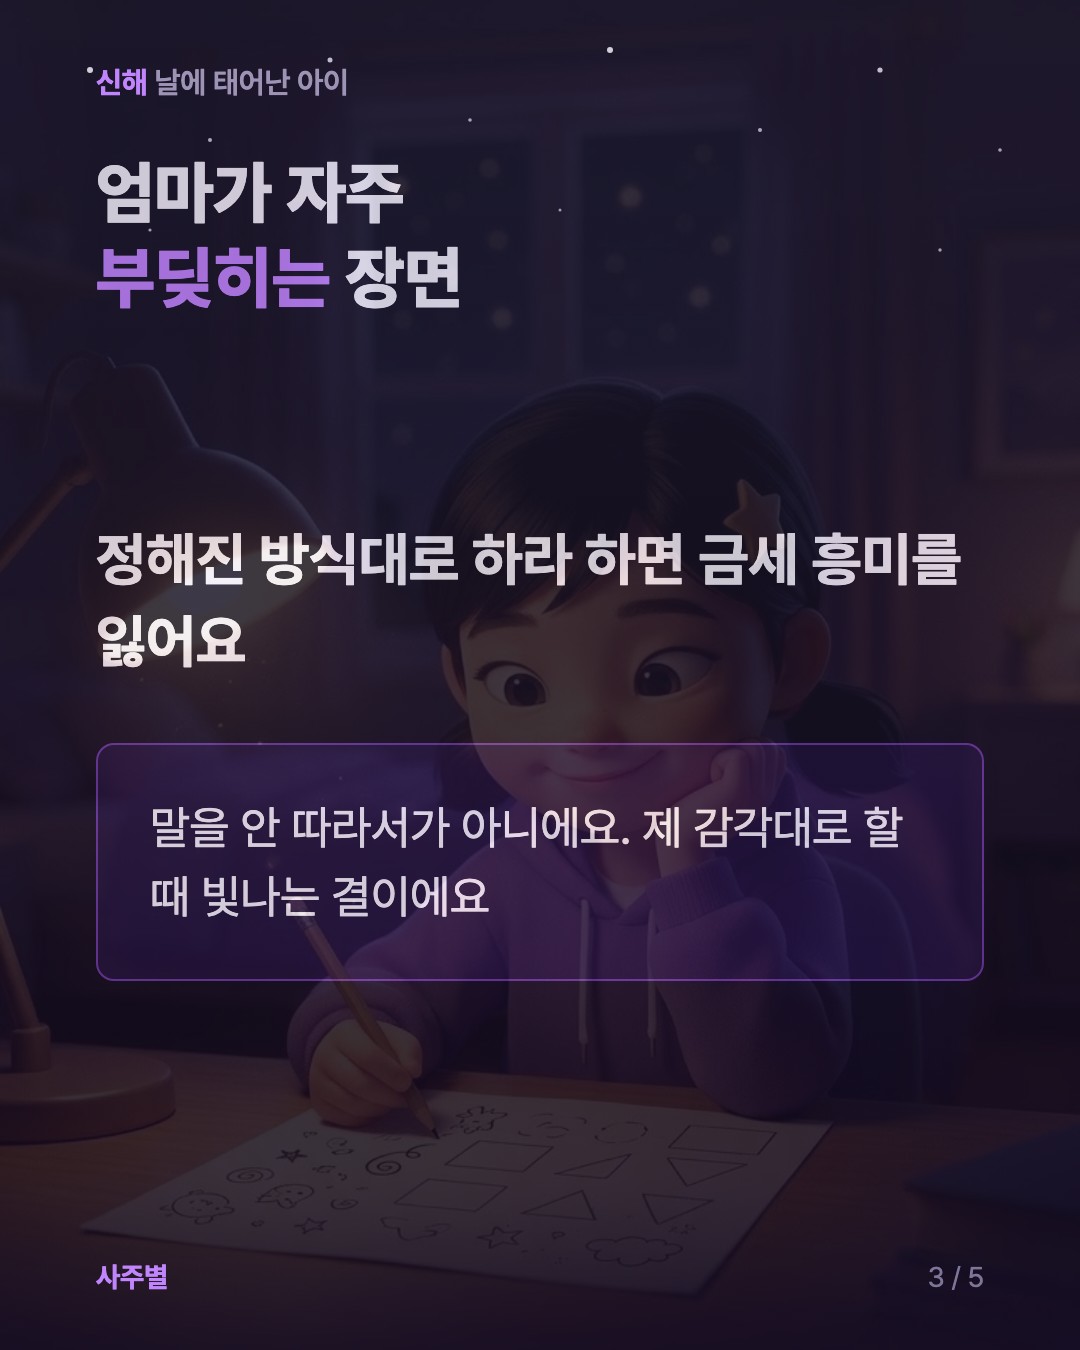 신해 날에 태어난 아이
엄마가 자주
부딪히는 장면
정해진 방식대로 하라 하면 금세 흥미를
잃어요
말을 안 따라서가 아니에요. 제 감각대로 할
때 빛나는 결이에요
사주별
3 / 5